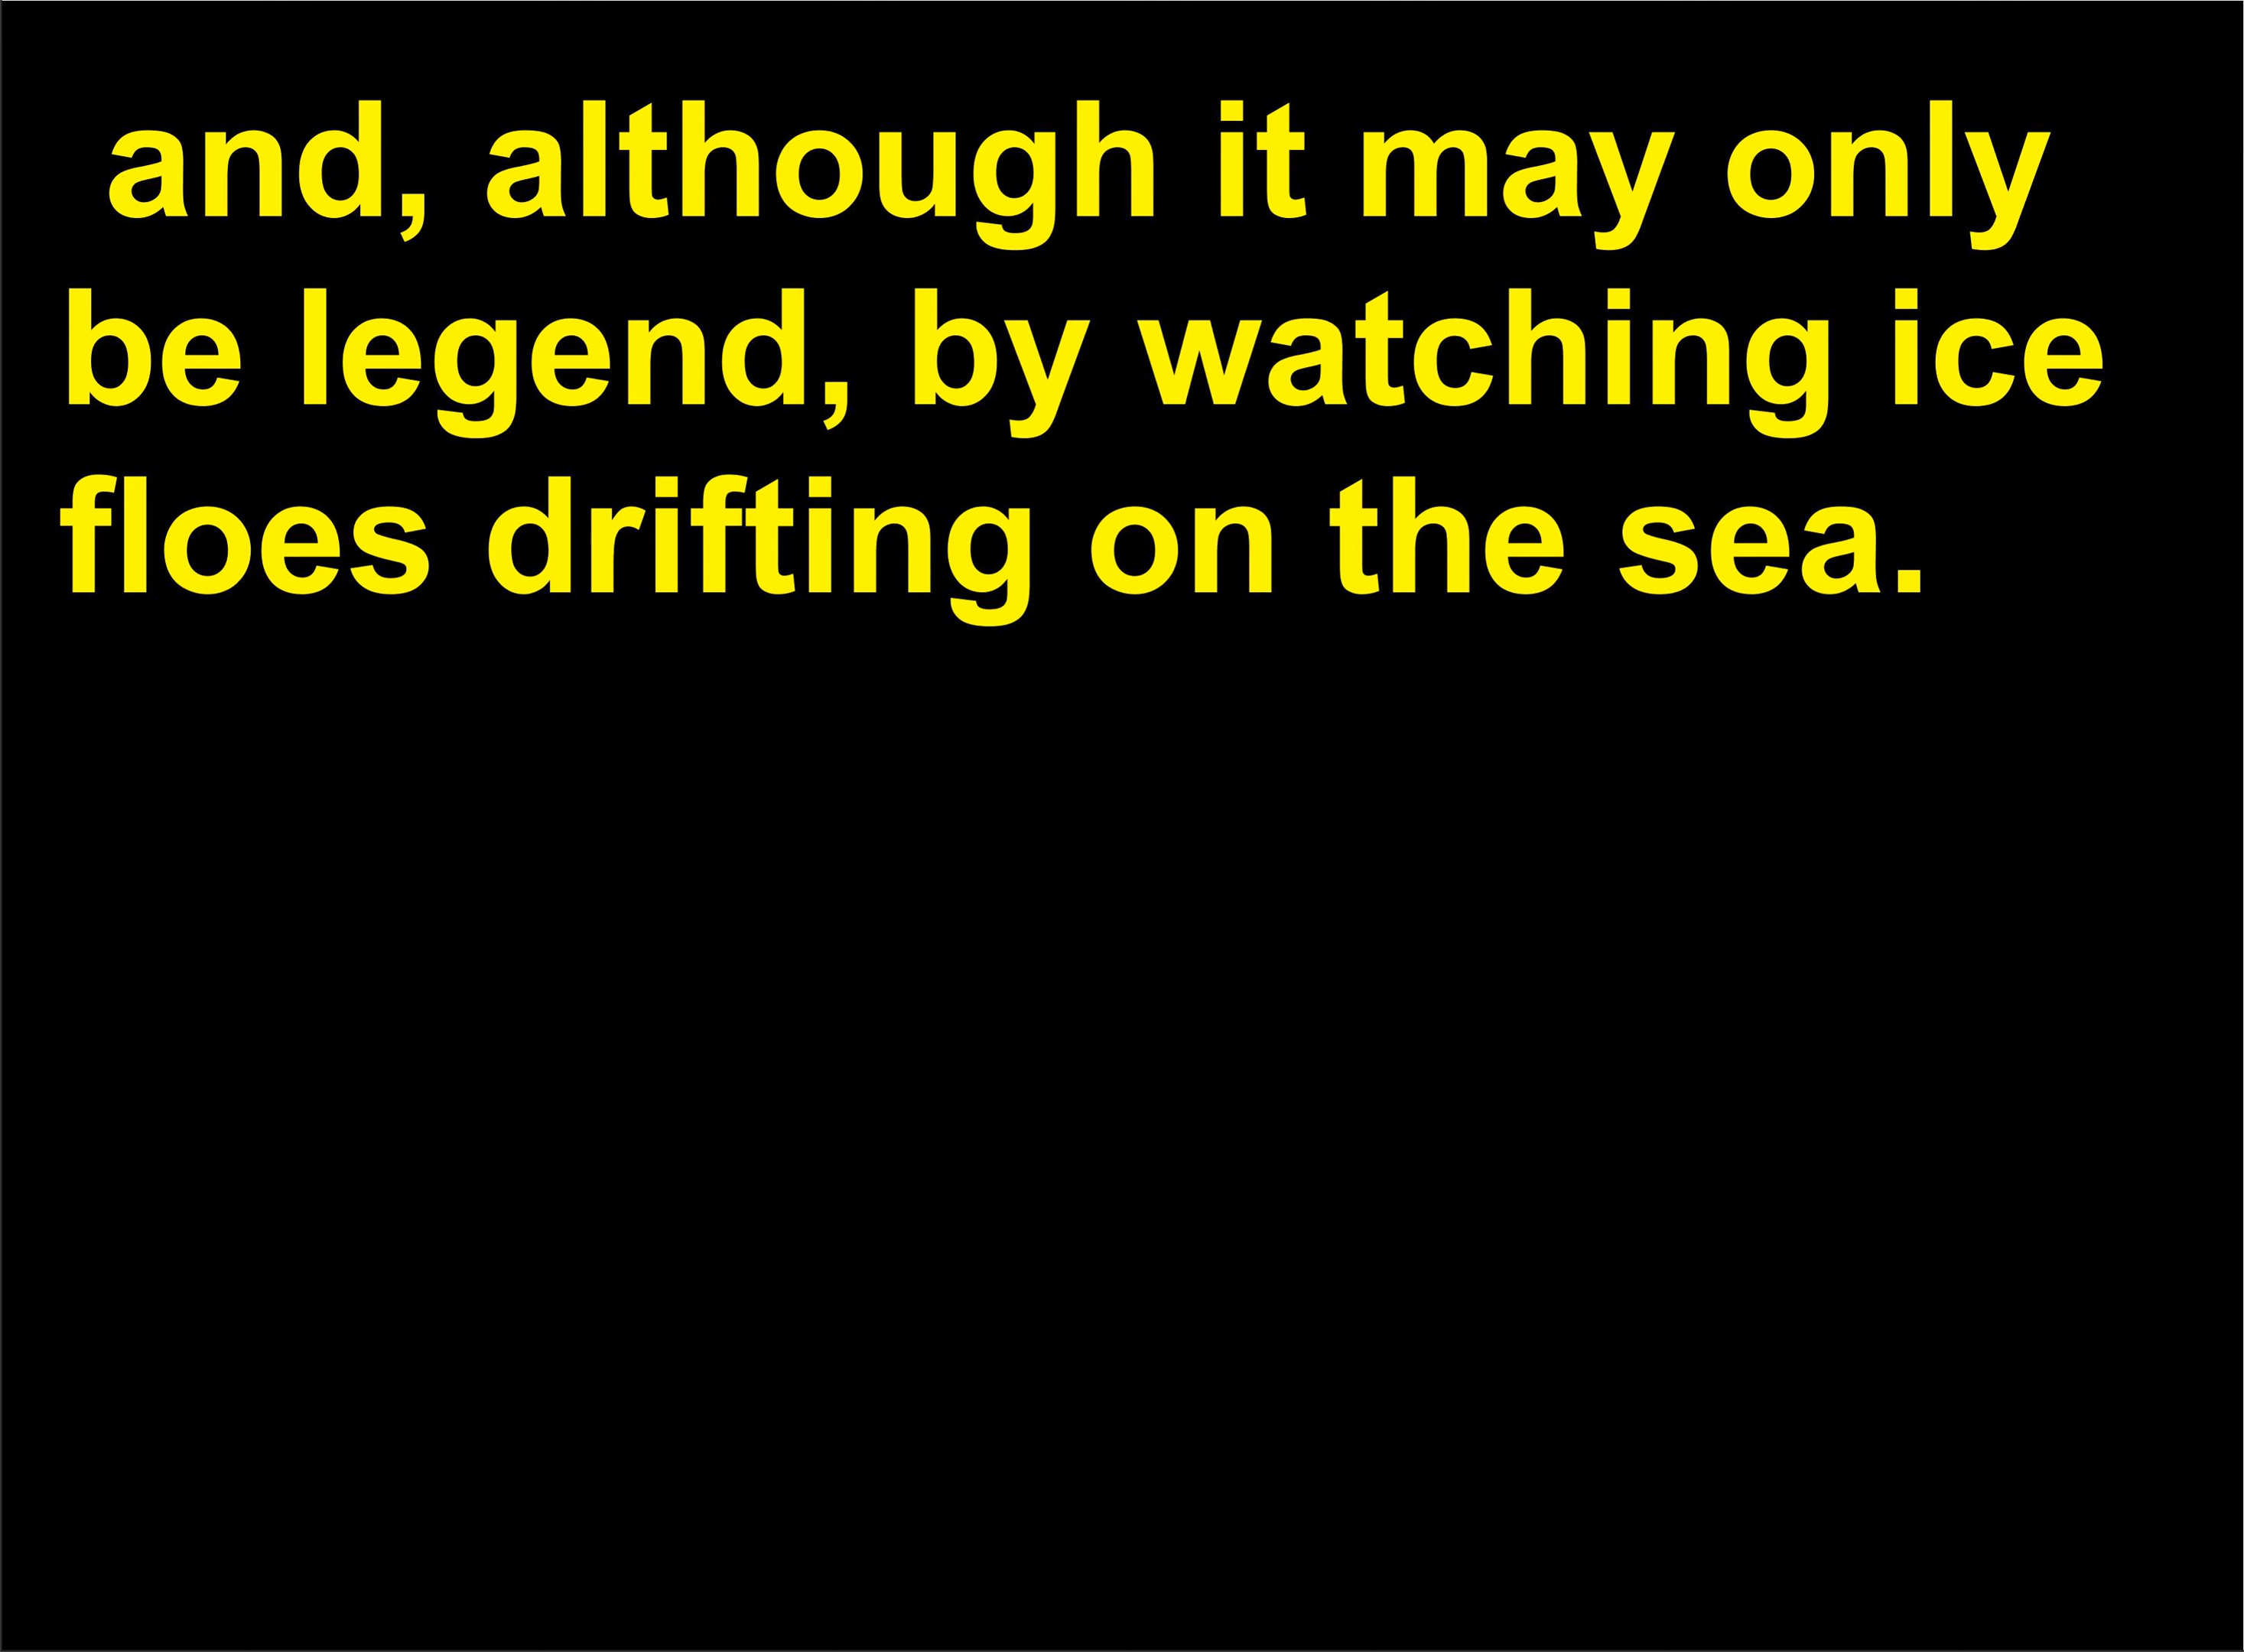 and, although it may only
be legend, by watching ice
floes drifting on the sea.